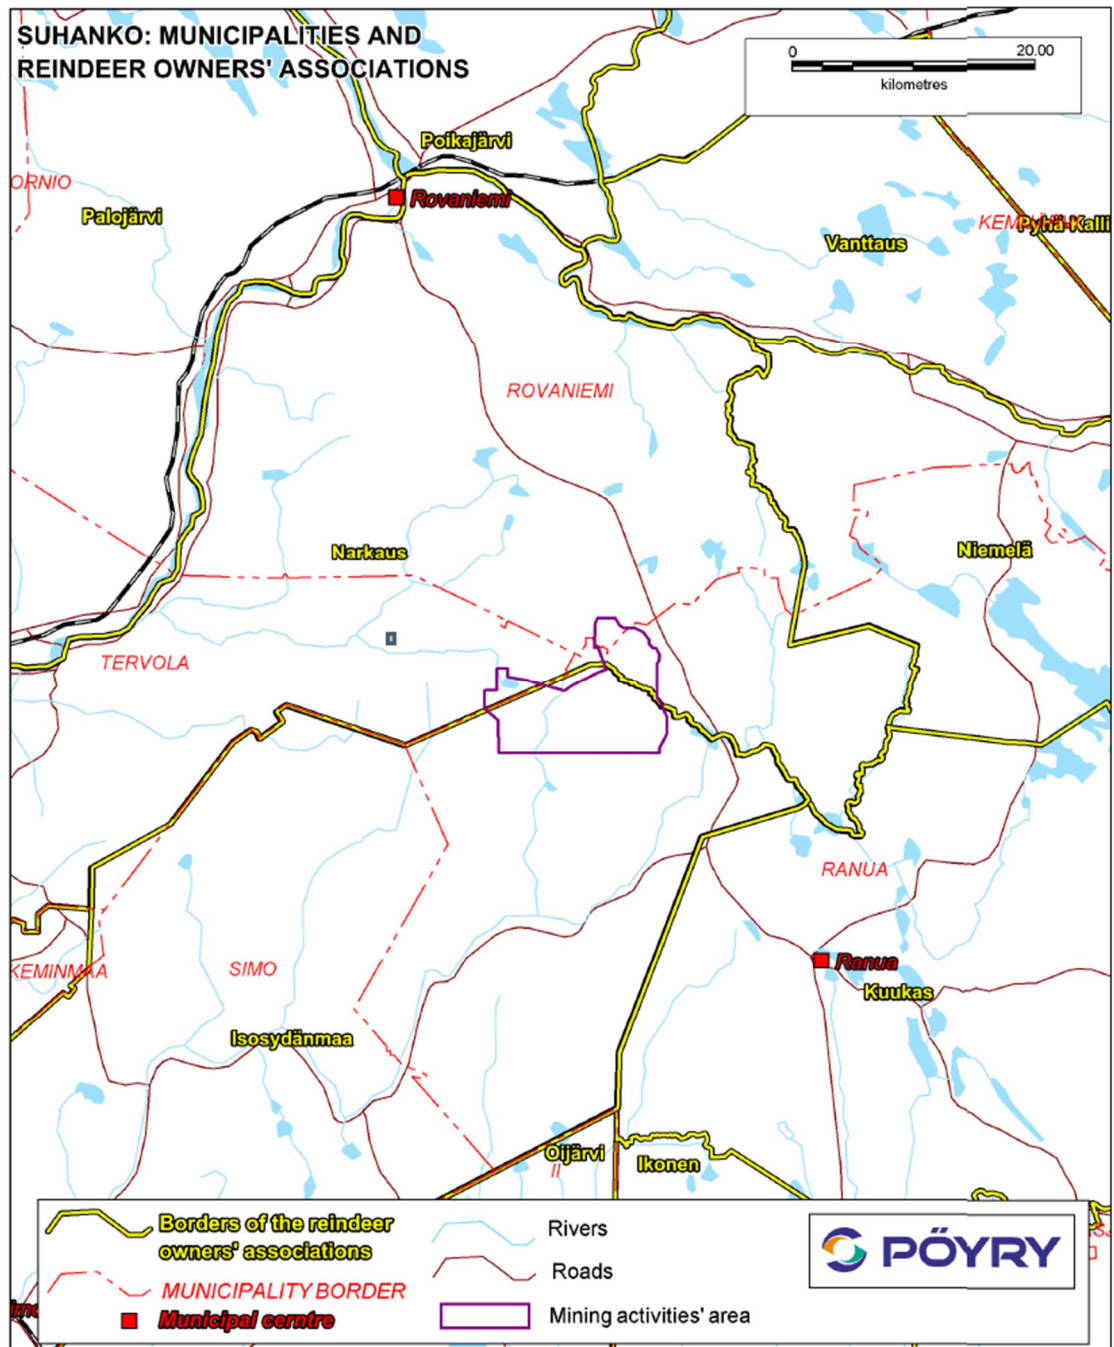 SUHANKO: MUNICIPALITIES AND
REINDEER OWNERS' ASSOCIATIONS
0 20.00
kilometres
Poikajärvi
ORNIO
Rovaniemi
Palojärvi
Pyhä-Kalli
Vanttaus
ROVANIEMI
Narkaus
Niemelä
TERVOLA
RANUA
Ranua
KEMINMAA
SIMO
Kuukas
Isosydänmaa
Oijärvi
Ikonen
II
Borders of the reindeer
owners' associations
MUNICIPALITY BORDER
Municipal cerntre
Rivers
Roads
Mining activities' area
PÖYRY